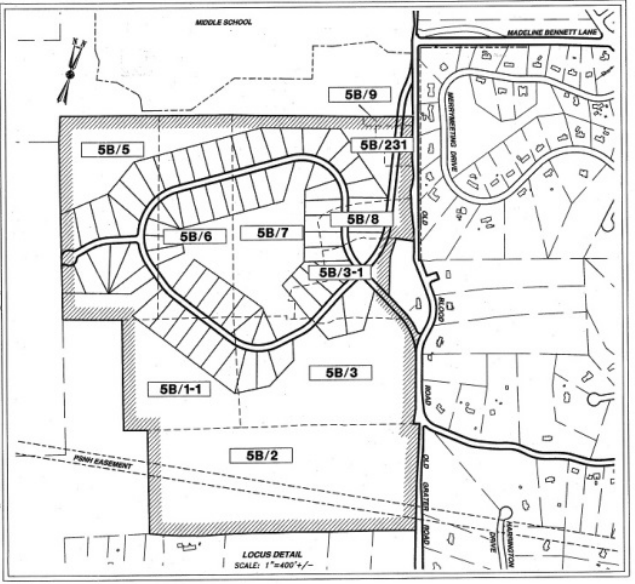 MIDDLE SCHOOL
MADELINE BENNETT LANE
N
5B/9
MERRYMEETING DRIVE
5B/5
5B/231
OLD
5B/8
5B/6
5B/7
5B/3-1
BLOOD
5B/3
5B/1-1
ROAD
5B/2
PSNH EASEMENT
OLD GRATER ROAD
HARRINGTON
DRIVE
LOCUS DETAIL
SCALE: 1"=400'+/-